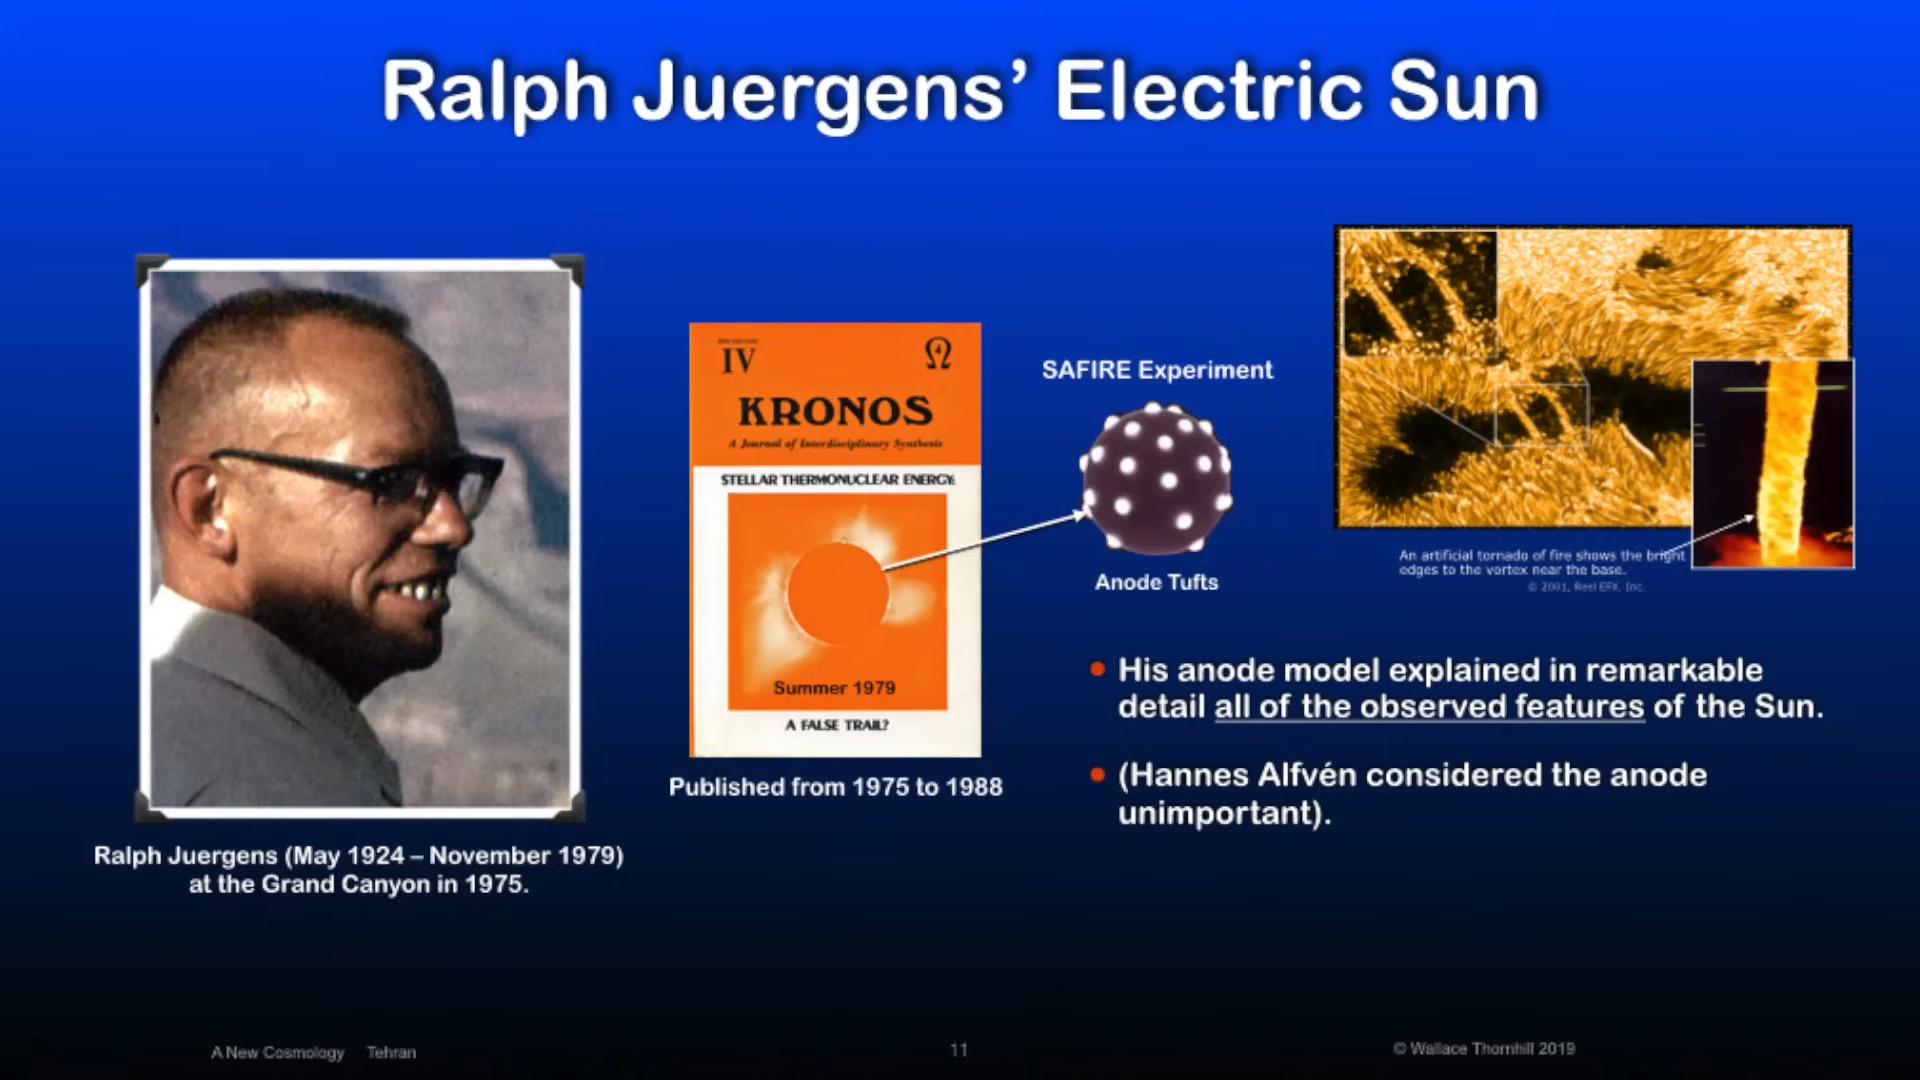 Ralph Juergens’ Electric Sun
IV
KRONOS
A Journal of Interdisciplinary Synthesis
STELLAR THERMONUCLEAR ENERGY:
Summer 1979
A FALSE TRAIL?
Published from 1975 to 1988
SAFIRE Experiment
Anode Tufts
An artificial tornado of fire shows the bright
edges to the vortex near the base.
© 2001, Reel EFX, Inc.
• His anode model explained in remarkable
detail all of the observed features of the Sun.
• (Hannes Alfvén considered the anode
unimportant).
Ralph Juergens (May 1924 – November 1979)
at the Grand Canyon in 1975.
A New Cosmology Tehran
11
© Wallace Thornhill 2019